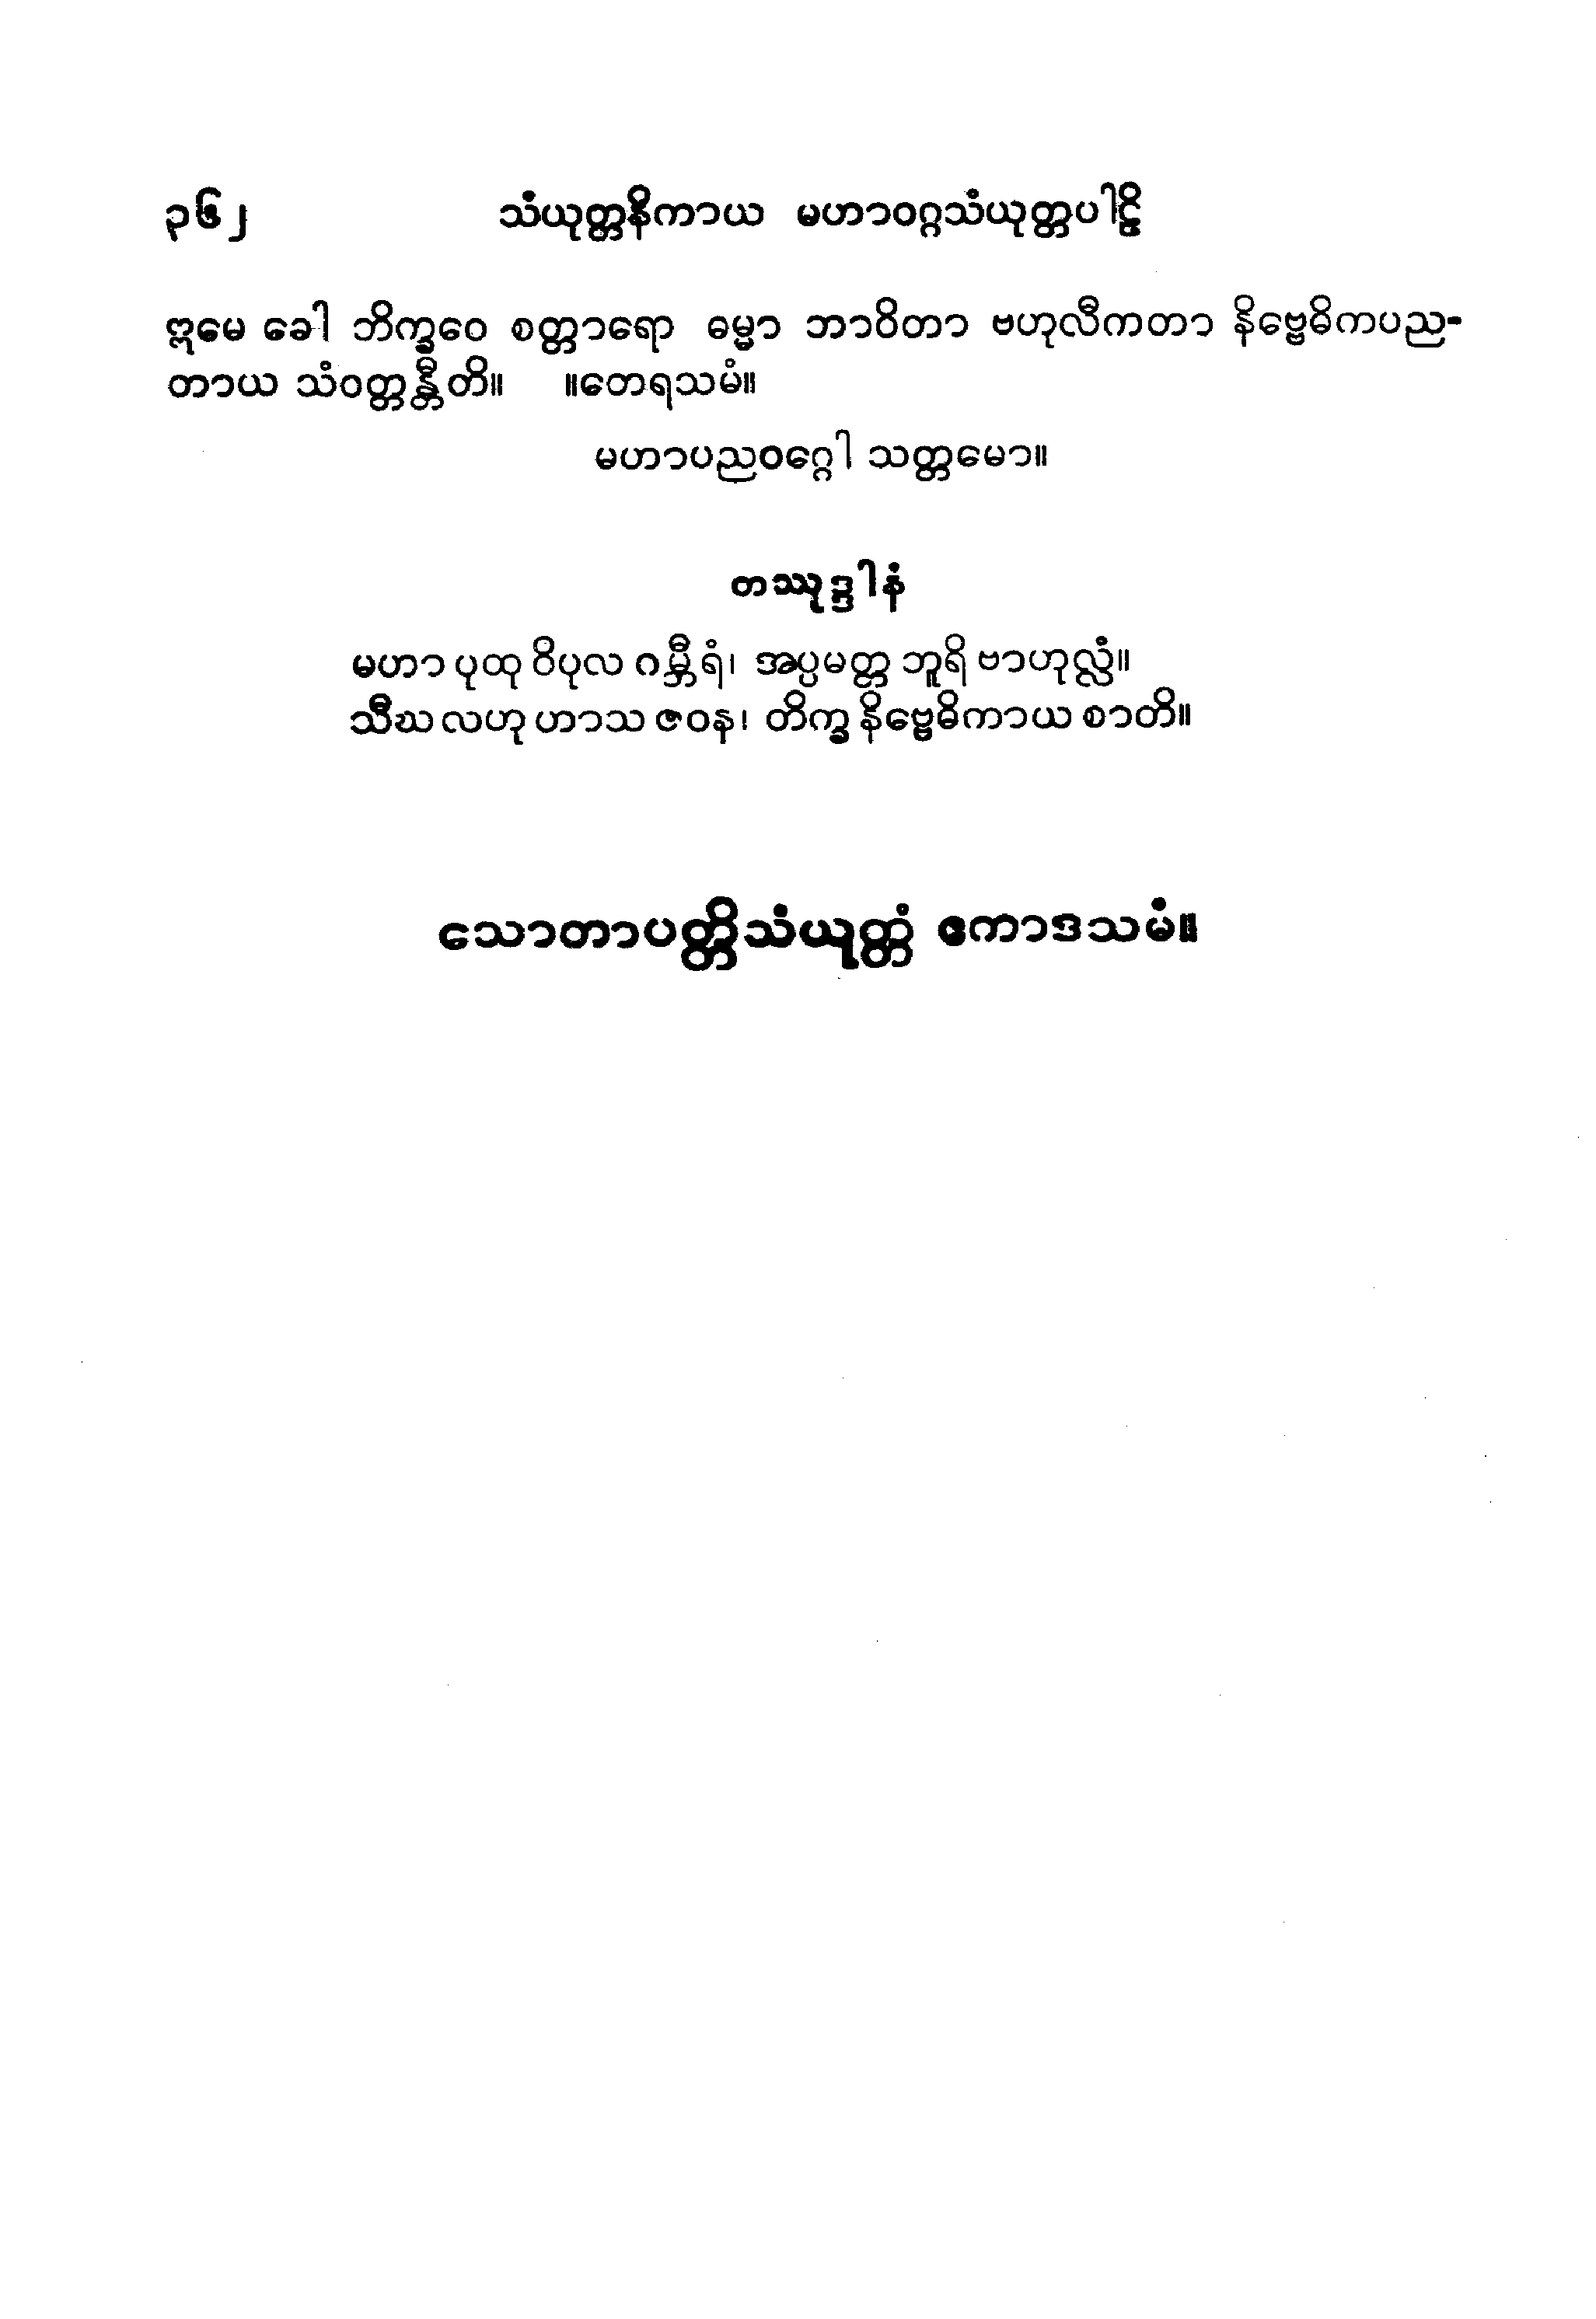 ၃၆၂ သံယုတ္တနိကာယ မဟာဝဂ္ဂသံယုတ္တပါဠိ
ဣမေ ခေါ ဘိက္ခဝေ စတ္တာရော ဓမ္မာ ဘာဝိတာ ဗဟုလီကတာ နိဗ္ဗေဓိကပည-
တာယ သံဝတ္တန္တီတိ။ ။တေရသမံ။
မဟာပညဝဂ္ဂေါ သတ္တမော။
တဿုဒ္ဒါနံ
မဟာ ပုထု ဝိပုလ ဂမ္ဘီရံ၊ အပ္ပမတ္တ ဘူရိ ဗာဟုလ္လံ။
သီဃ လဟု ဟာသ ဇဝန၊ တိက္ခ နိဗ္ဗေဓိကာယ စာတိ။
သောတာပတ္တိသံယုတ္တံ ဧကာဒသမံ။